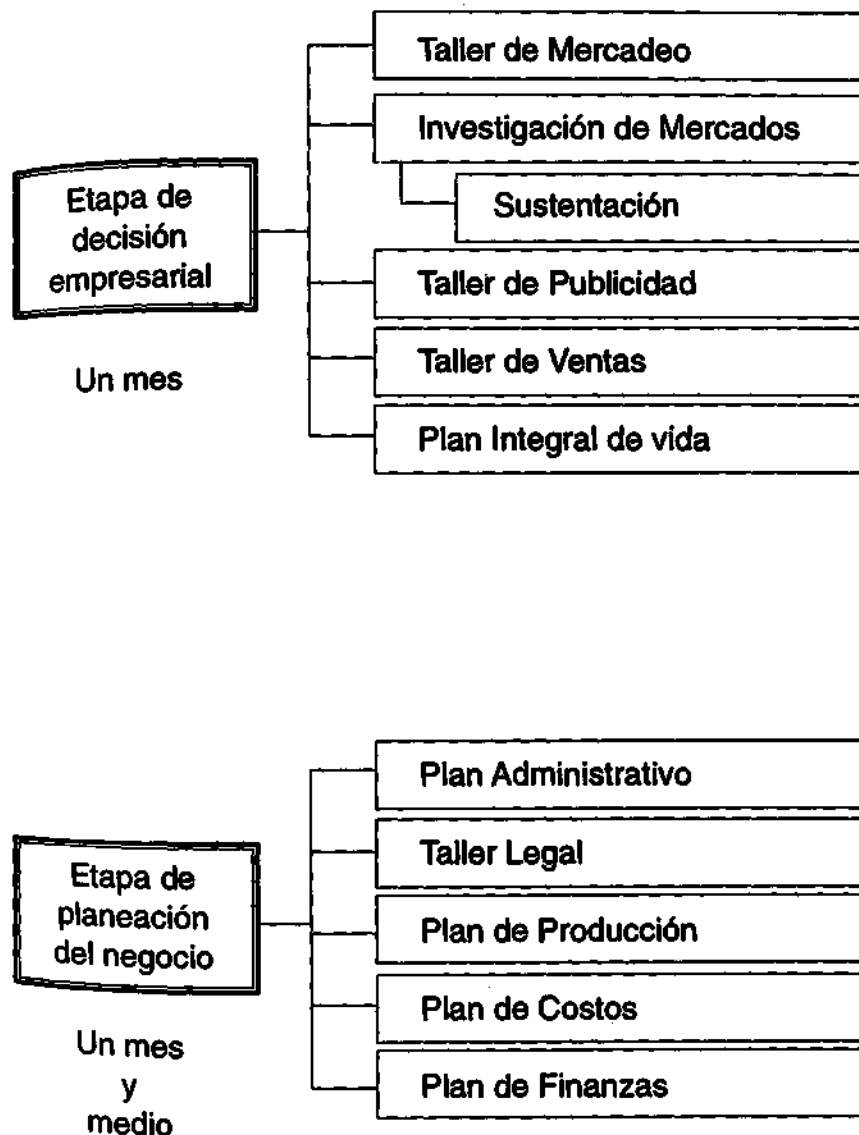 Etapa de
decisión
empresarial
Un mes
Taller de Mercadeo
Investigación de Mercados
Sustentación
Taller de Publicidad
Taller de Ventas
Plan Integral de vida
Etapa de
planeación
del negocio
Un mes
y
medio
Plan Administrativo
Taller Legal
Plan de Producción
Plan de Costos
Plan de Finanzas